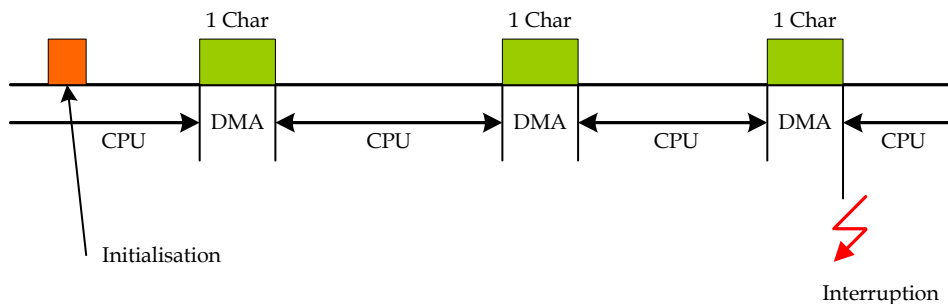 1 Char
1 Char
1 Char
CPU
DMA
CPU
DMA
CPU
DMA
CPU
Initialisation
Interruption